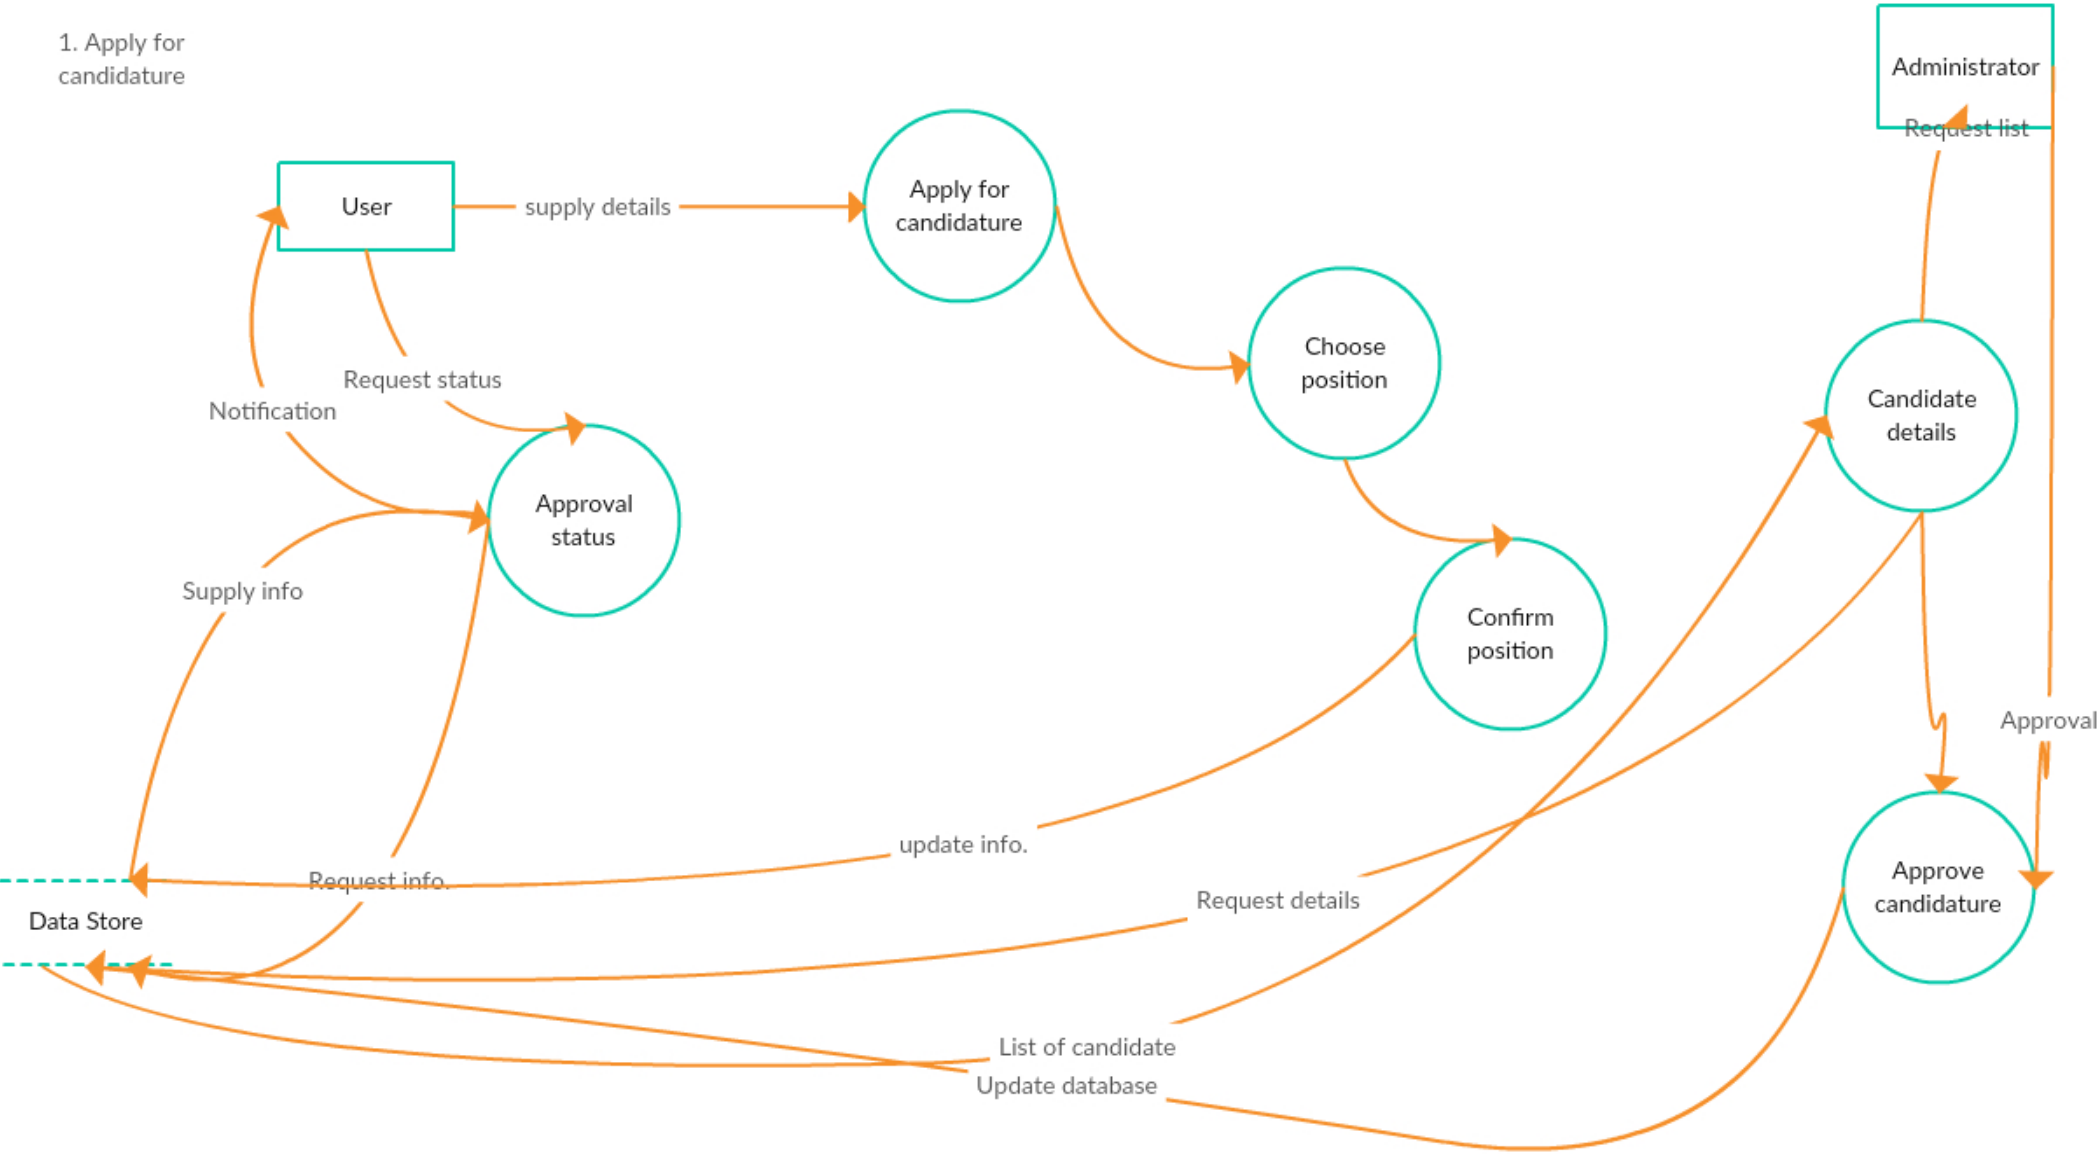 1. Apply for
candidature
Administrator
Request list
User
supply details
Apply for
candidature
Choose
position
Request status
Notification
Candidate
details
Approval
status
Supply info
Confirm
position
Approval
update info.
Request info.
Request details
Approve
candidature
Data Store
List of candidate
Update database